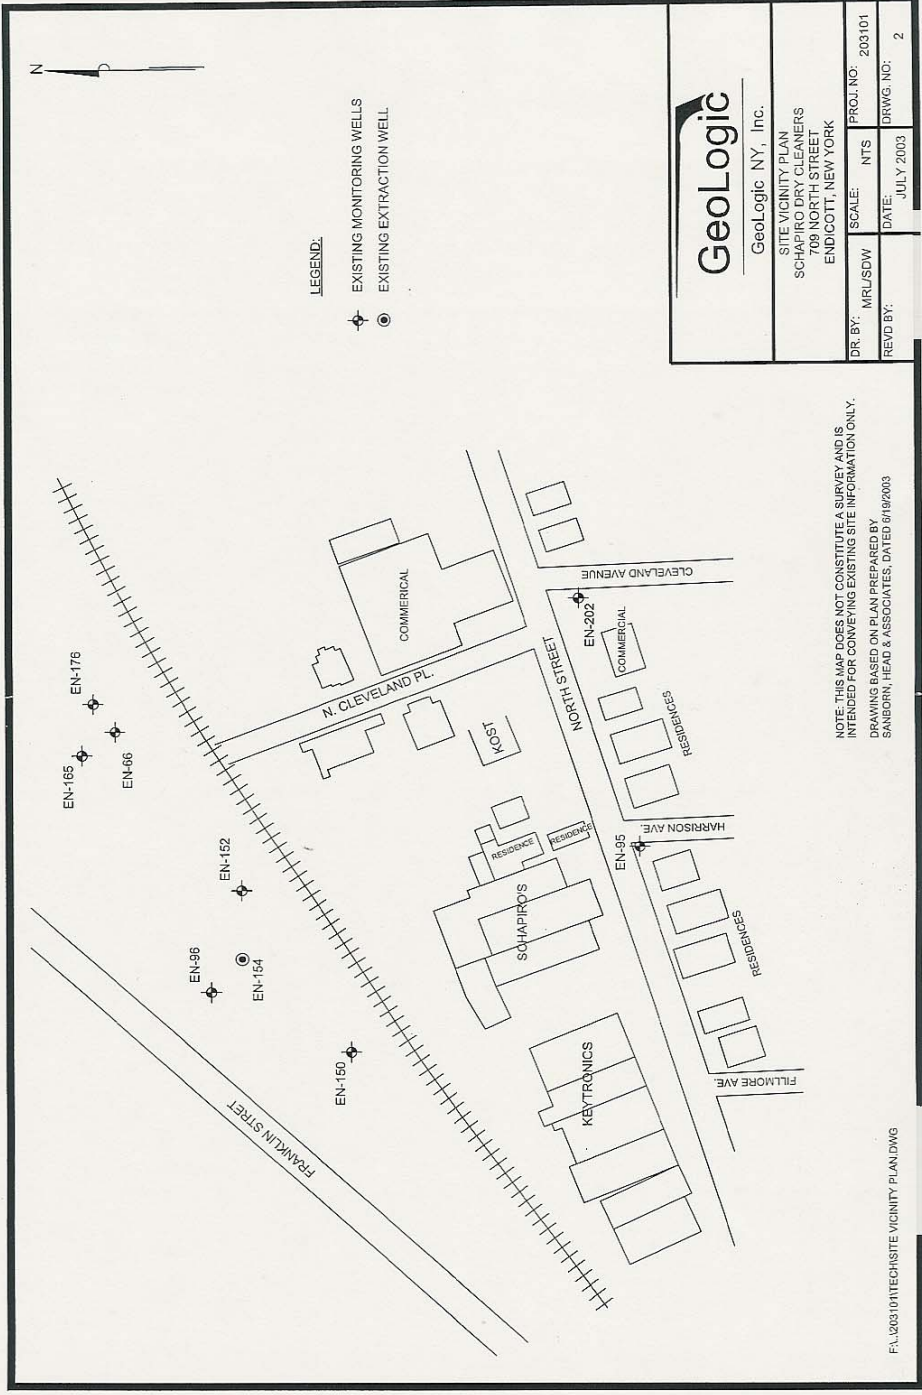 N
LEGEND:
EXISTING MONITORING WELLS
EXISTING EXTRACTION WELL
EN-176
EN-165
EN-66
EN-152
EN-96
EN-154
EN-150
FRANKLIN STRET
N. CLEVELAND PL.
COMMERICAL
KOST
RESIDENCE
RESIDENCE
SCHAPIRO'S
KEYTRONICS
NORTH STREET
CLEVELAND AVENUE
EN-202
COMMERCIAL
RESIDENCES
HARRISON AVE.
EN-95
RESIDENCES
FILLMORE AVE.
NOTE: THIS MAP DOES NOT CONSTITUTE A SURVEY AND IS
INTENDED FOR CONVEYING EXISTING SITE INFORMATION ONLY.
DRAWING BASED ON PLAN PREPARED BY
SANBORN, HEAD & ASSOCIATES, DATED 6/19/2003
GeoLogic
GeoLogic NY, Inc.
SITE VICINITY PLAN
SCHAPIRO DRY CLEANERS
709 NORTH STREET
ENDICOTT, NEW YORK
DR. BY: MRL/SDW SCALE: NTS PROJ. NO: 203101
REVD BY: DATE: JULY 2003 DRWG. NO: 2
F:\...\203101\TECH\SITE VICINITY PLAN.DWG